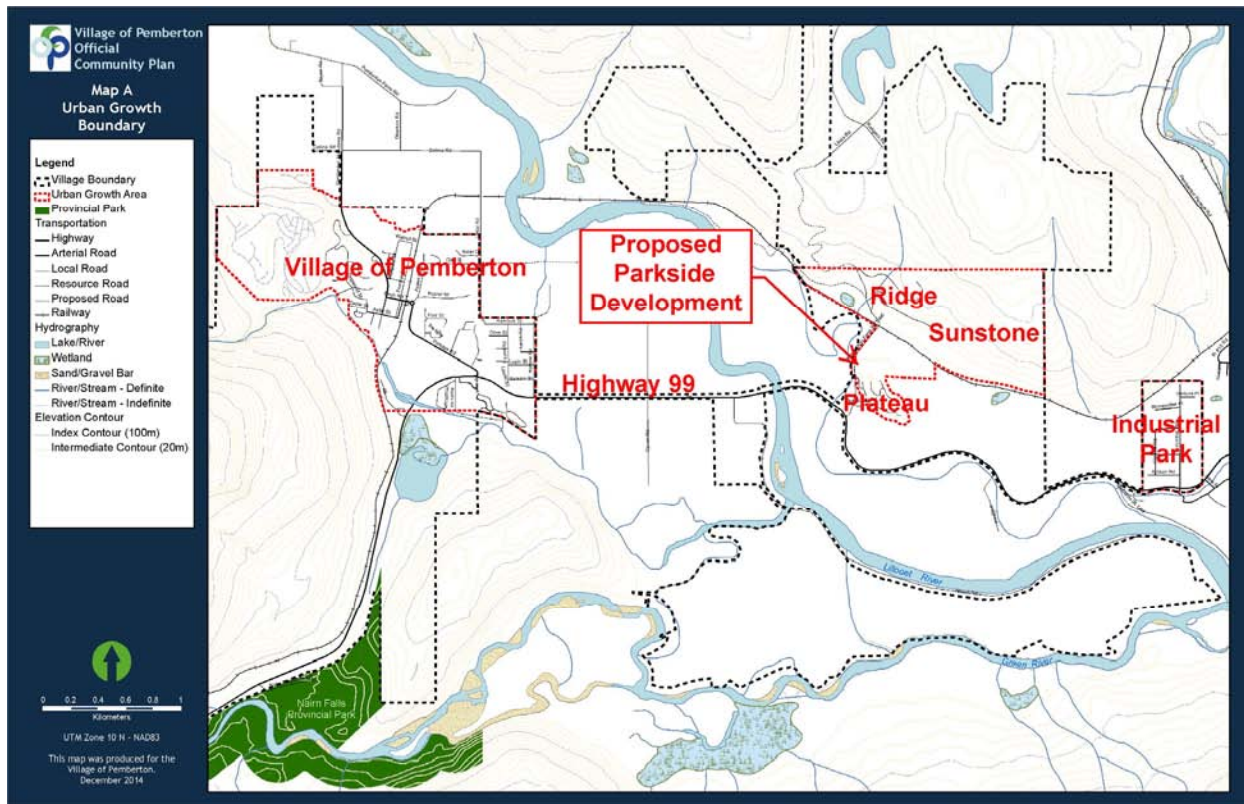 Village of Pemberton
Official
Community Plan
Map A
Urban Growth
Boundary
Legend
Village Boundary
Urban Growth Area
Provincial Park
Transportation
Highway
Arterial Road
Local Road
Resource Road
Proposed Road
Railway
Hydrography
Lake/River
Wetland
Sand/Gravel Bar
River/Stream - Definite
River/Stream - Indefinite
Elevation Contour
Index Contour (100m)
Intermediate Contour (20m)
0 0.2 0.4 0.6 0.8 1
Kilometers
UTM Zone 10 N - NAD83
This map was produced for the
Village of Pemberton.
December 2014
Village of Pemberton
Proposed
Parkside
Development
Ridge
Sunstone
Highway 99
Plateau
Industrial
Park
Lillooet River
Green River
Nairn Falls
Provincial Park